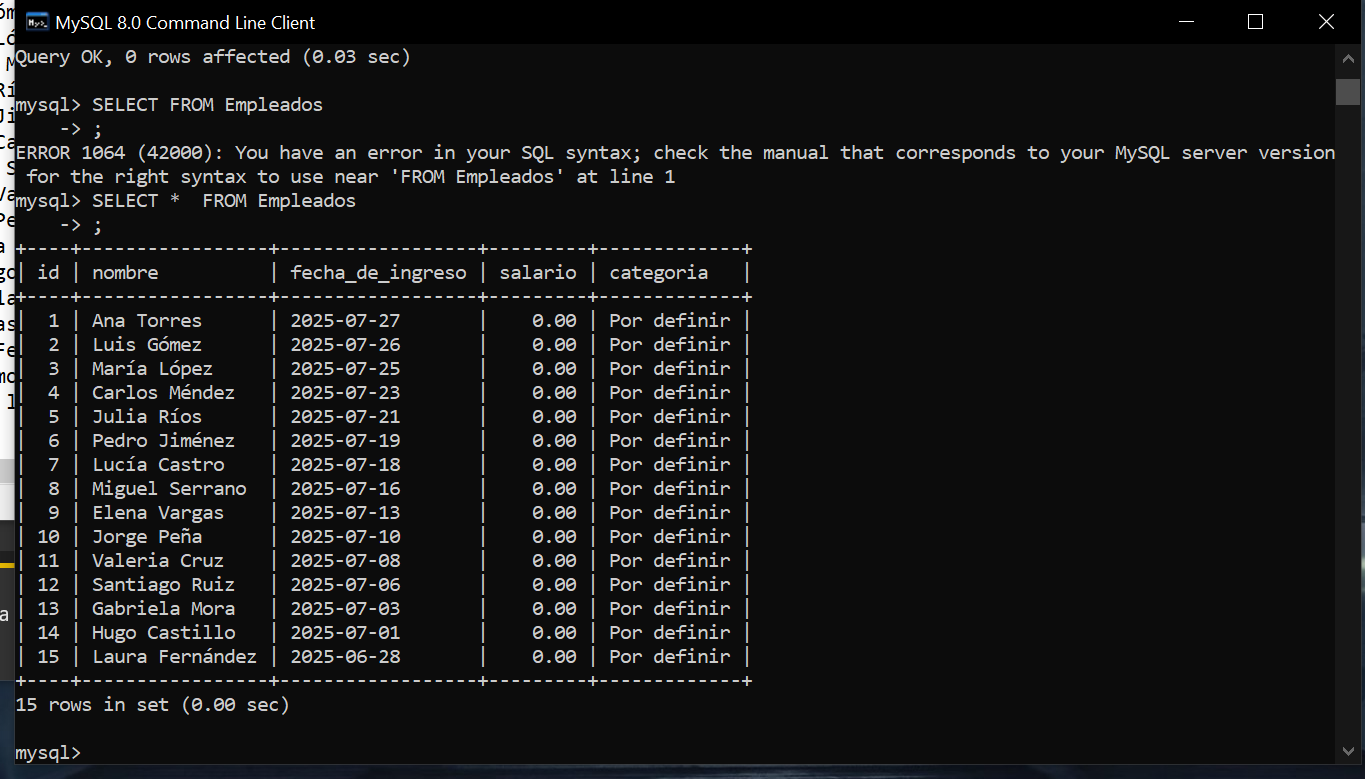 MySQL 8.0 Command Line Client
Query OK, 0 rows affected (0.03 sec)
mysql> SELECT FROM Empleados
    -> ;
ERROR 1064 (42000): You have an error in your SQL syntax; check the manual that corresponds to your MySQL server version
 for the right syntax to use near 'FROM Empleados' at line 1
mysql> SELECT *  FROM Empleados
    -> ;
+----+-----------------+------------------+---------+-------------+
| id | nombre          | fecha_de_ingreso | salario | categoria   |
+----+-----------------+------------------+---------+-------------+
|  1 | Ana Torres      | 2025-07-27       |    0.00 | Por definir |
|  2 | Luis Gómez      | 2025-07-26       |    0.00 | Por definir |
|  3 | María López     | 2025-07-25       |    0.00 | Por definir |
|  4 | Carlos Méndez   | 2025-07-23       |    0.00 | Por definir |
|  5 | Julia Ríos      | 2025-07-21       |    0.00 | Por definir |
|  6 | Pedro Jiménez   | 2025-07-19       |    0.00 | Por definir |
|  7 | Lucía Castro    | 2025-07-18       |    0.00 | Por definir |
|  8 | Miguel Serrano  | 2025-07-16       |    0.00 | Por definir |
|  9 | Elena Vargas    | 2025-07-13       |    0.00 | Por definir |
| 10 | Jorge Peña      | 2025-07-10       |    0.00 | Por definir |
| 11 | Valeria Cruz    | 2025-07-08       |    0.00 | Por definir |
| 12 | Santiago Ruiz   | 2025-07-06       |    0.00 | Por definir |
| 13 | Gabriela Mora   | 2025-07-03       |    0.00 | Por definir |
| 14 | Hugo Castillo   | 2025-07-01       |    0.00 | Por definir |
| 15 | Laura Fernández | 2025-06-28       |    0.00 | Por definir |
+----+-----------------+------------------+---------+-------------+
15 rows in set (0.00 sec)
mysql>